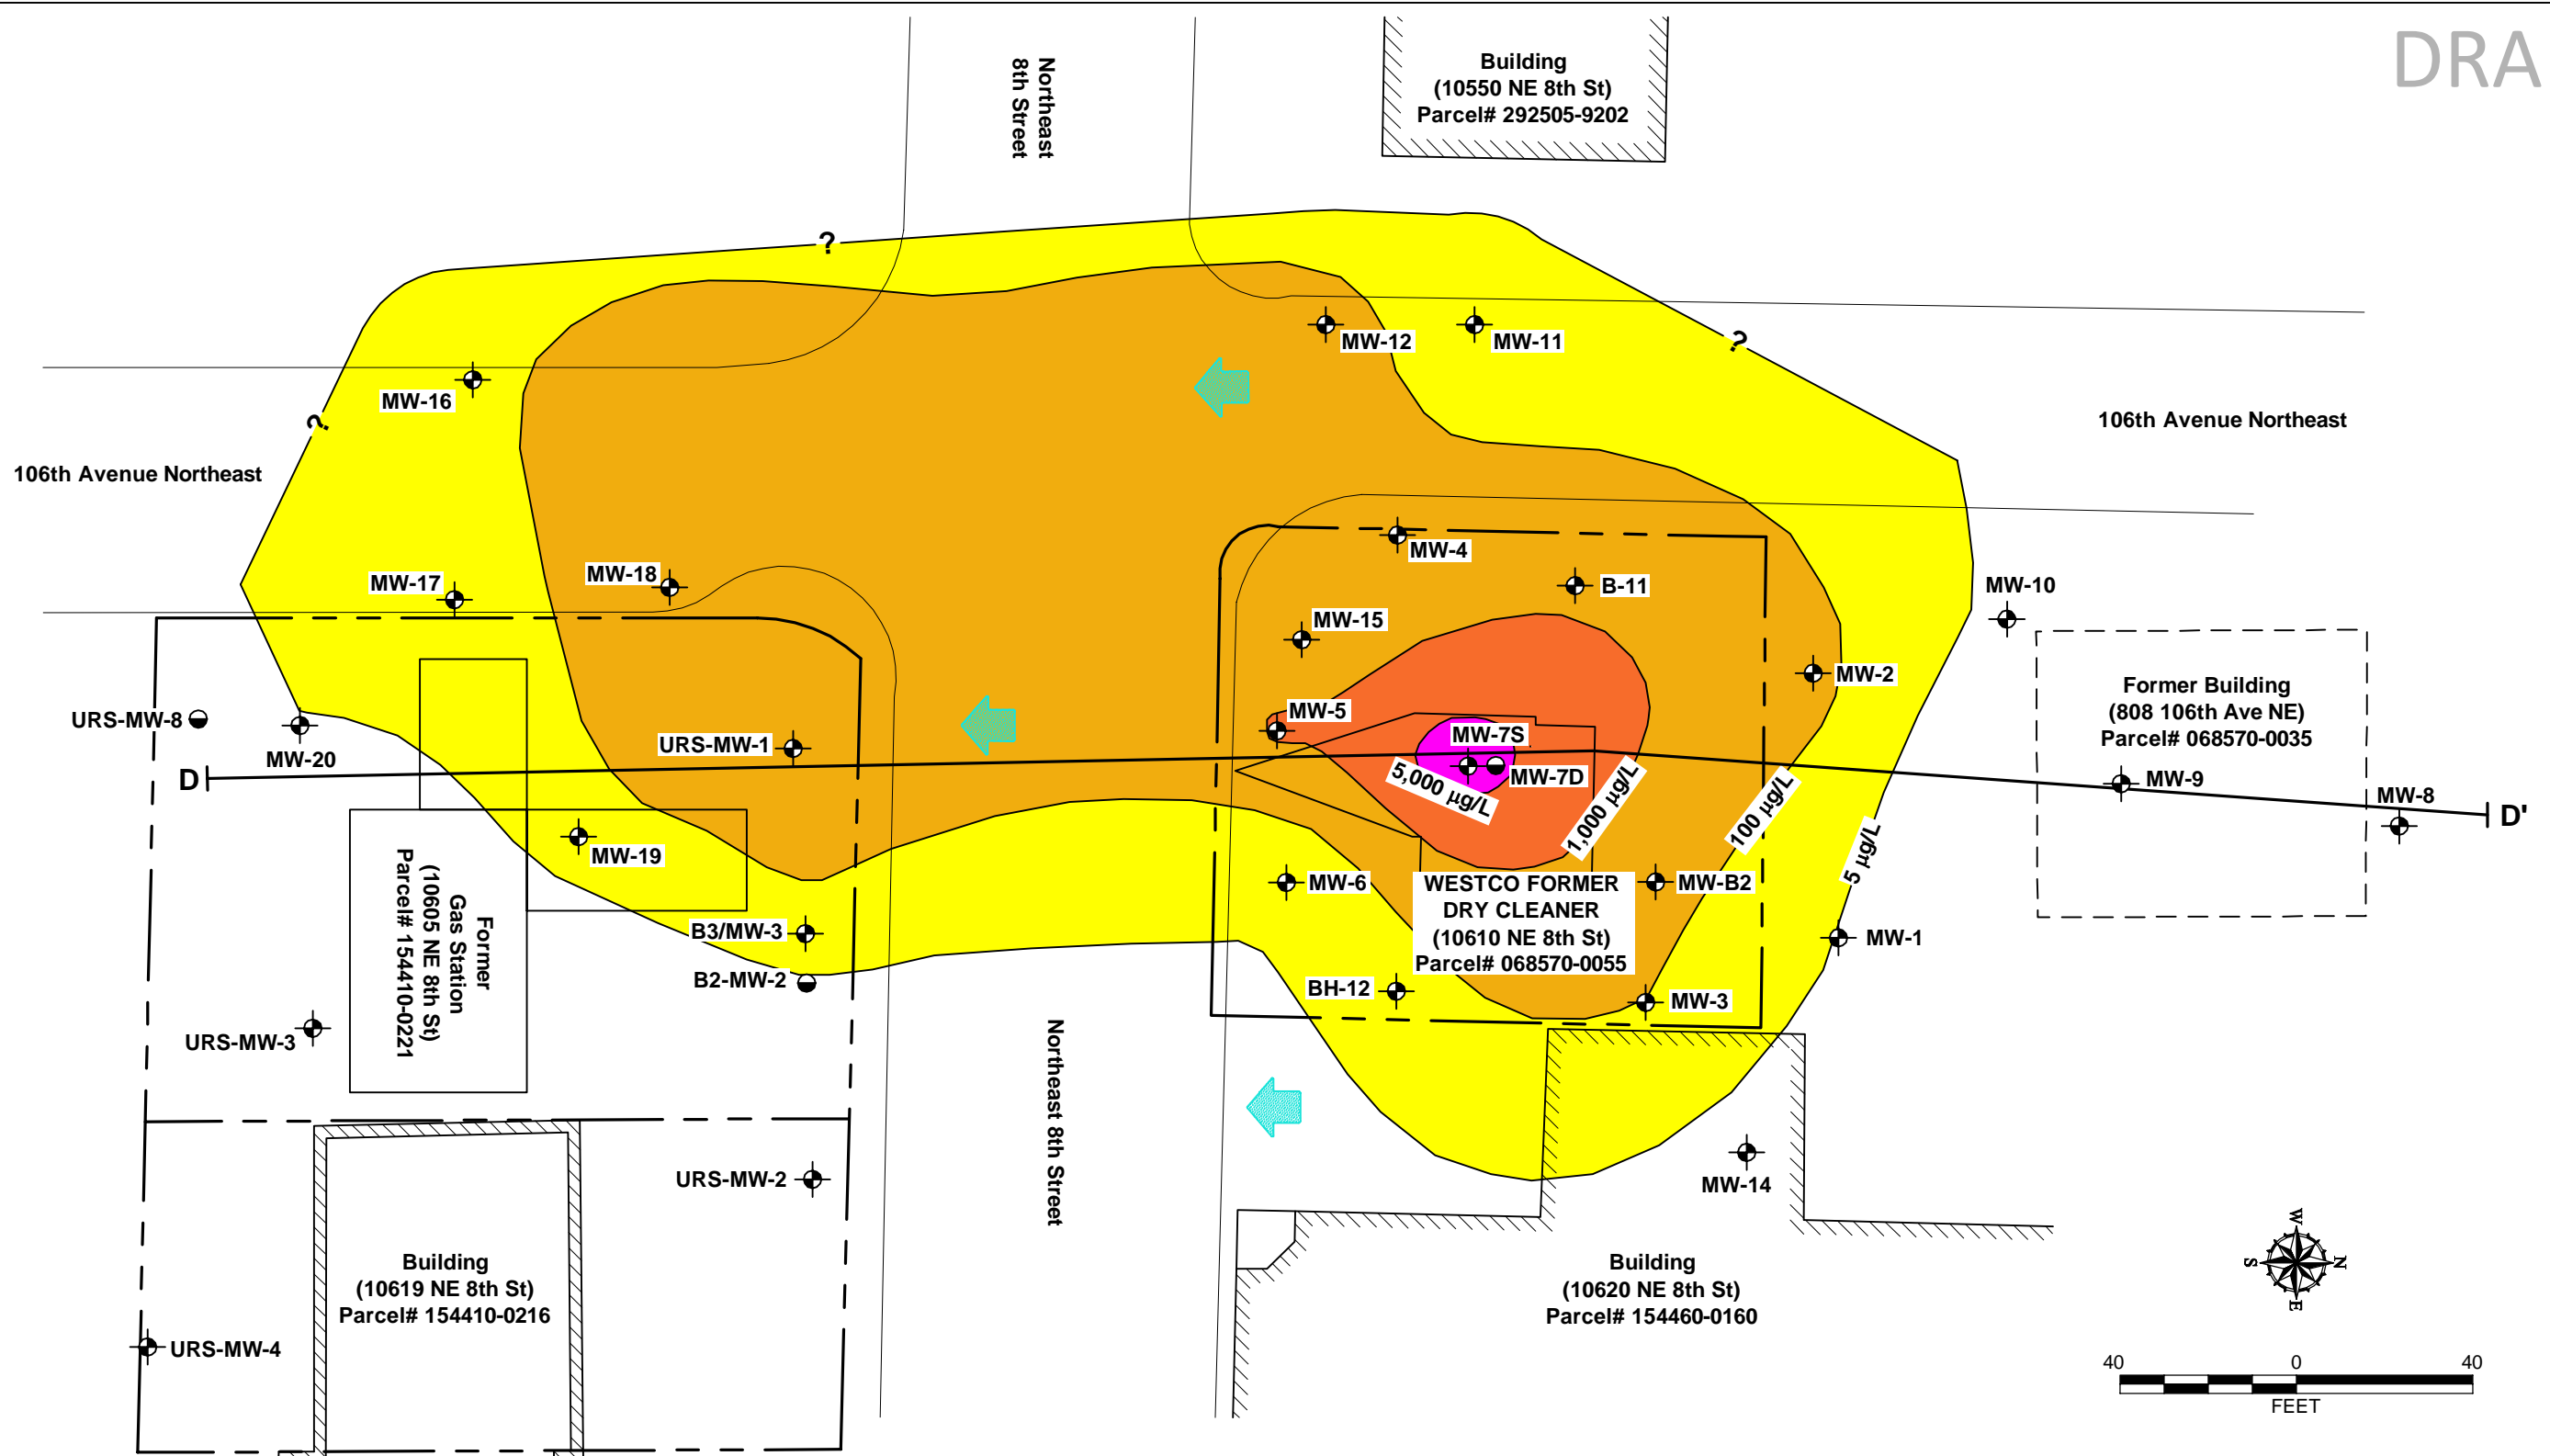 DRA
Northeast
8th Street
Building
(10550 NE 8th St)
Parcel# 292505-9202
?
MW-12
MW-11
?
MW-16
?
106th Avenue Northeast
106th Avenue Northeast
MW-4
MW-17
MW-18
B-11
MW-10
MW-15
MW-2
Former Building
(808 106th Ave NE)
Parcel# 068570-0035
URS-MW-8
MW-5
MW-20
URS-MW-1
MW-7S
MW-7D
D
5,000 µg/L
1,000 µg/L
100 µg/L
5 µg/L
MW-9
MW-8
D'
MW-19
Former
Gas Station
(10605 NE 8th St)
Parcel# 154410-0221
MW-6
WESTCO FORMER
DRY CLEANER
(10610 NE 8th St)
Parcel# 068570-0055
MW-B2
B3/MW-3
MW-1
B2-MW-2
BH-12
MW-3
URS-MW-3
Northeast 8th Street
URS-MW-2
MW-14
Building
(10619 NE 8th St)
Parcel# 154410-0216
Building
(10620 NE 8th St)
Parcel# 154460-0160
W
S
N
E
URS-MW-4
40
0
40
FEET